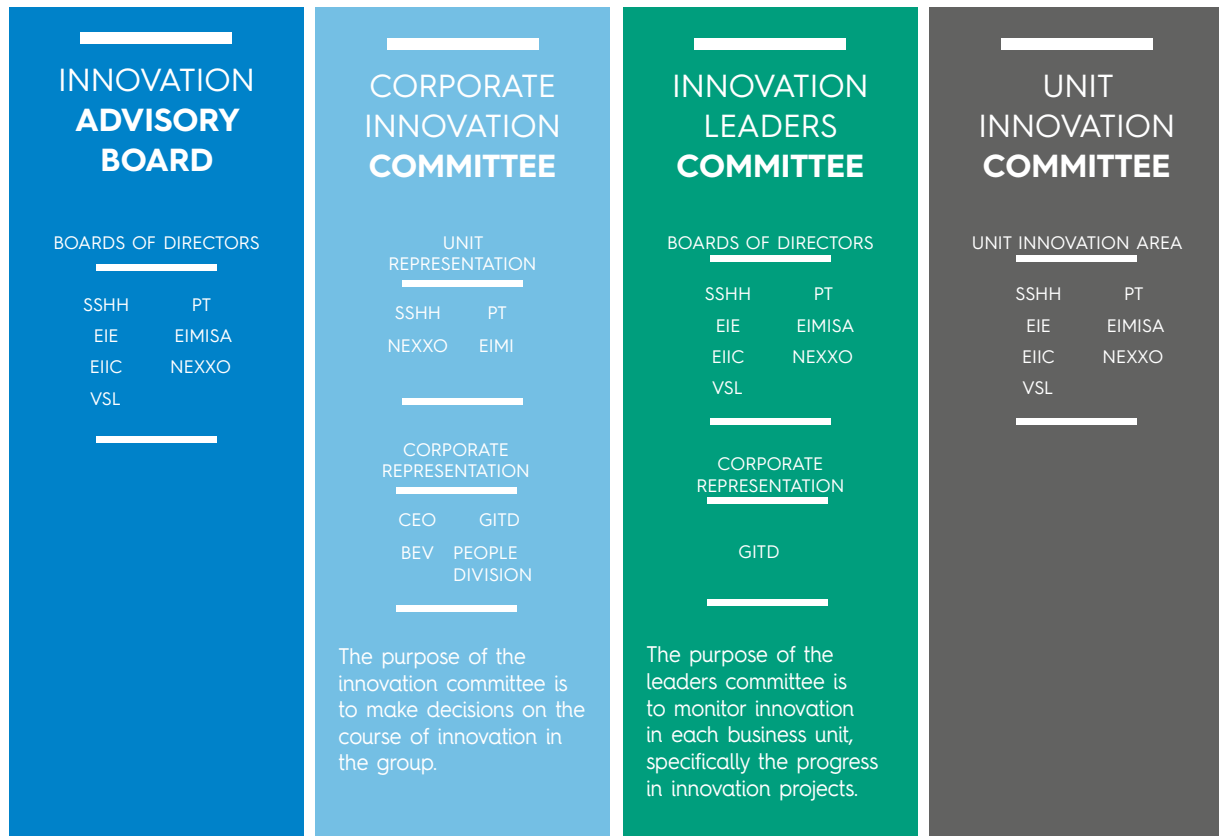 INNOVATION
ADVISORY
BOARD
BOARDS OF DIRECTORS
SSHH PT
EIE EIMISA
EIIC NEXXO
VSL
CORPORATE
INNOVATION
COMMITTEE
UNIT
REPRESENTATION
SSHH PT
NEXXO EIMI
CORPORATE
REPRESENTATION
CEO GITD
BEV PEOPLE
DIVISION
The purpose of the
innovation committee is
to make decisions on the
course of innovation in
the group.
INNOVATION
LEADERS
COMMITTEE
BOARDS OF DIRECTORS
SSHH PT
EIE EIMISA
EIIC NEXXO
VSL
CORPORATE
REPRESENTATION
GITD
The purpose of the
leaders committee is
to monitor innovation
in each business unit,
specifically the progress
in innovation projects.
UNIT
INNOVATION
COMMITTEE
UNIT INNOVATION AREA
SSHH PT
EIE EIMISA
EIIC NEXXO
VSL